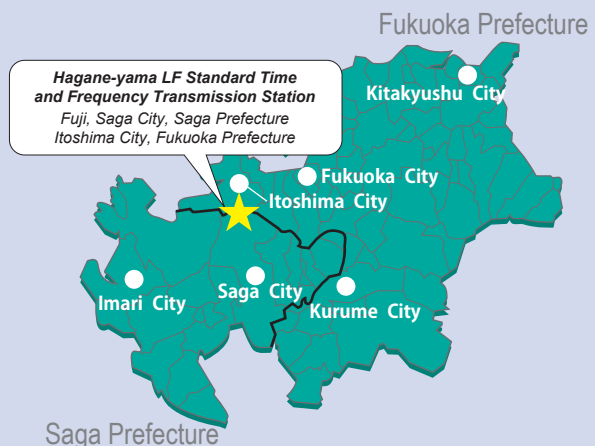 Fukuoka Prefecture
Hagane-yama LF Standard Time
and Frequency Transmission Station
Fuji, Saga City, Saga Prefecture
Itoshima City, Fukuoka Prefecture
Kitakyushu City
Fukuoka City
Itoshima City
Imari City
Saga City
Kurume City
Saga Prefecture